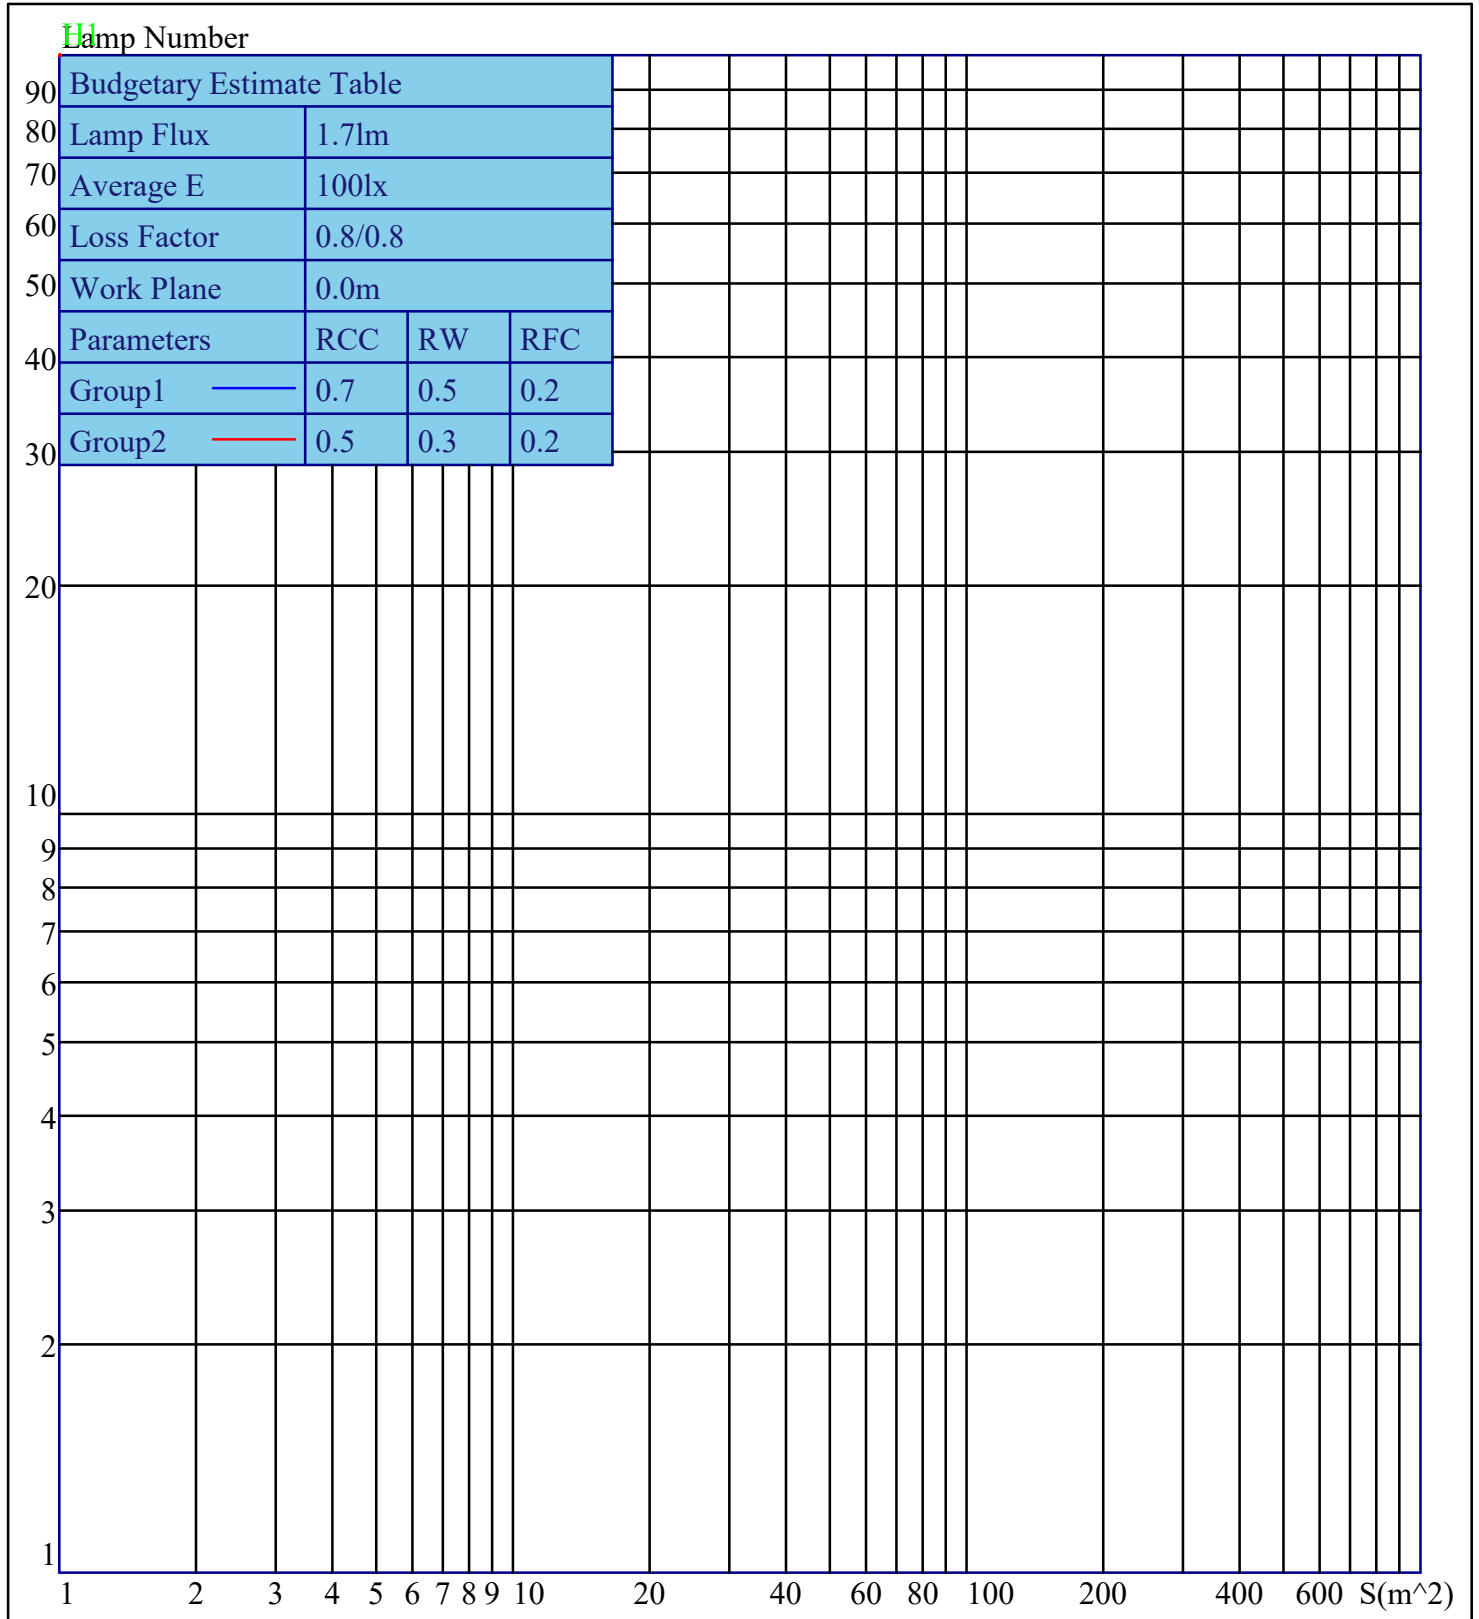 Lamp Number
Budgetary Estimate Table
Lamp Flux 1.7lm
Average E 100lx
Loss Factor 0.8/0.8
Work Plane 0.0m
Parameters RCC RW RFC
Group1 0.7 0.5 0.2
Group2 0.5 0.3 0.2
90
80
70
60
50
40
30
20
10
9
8
7
6
5
4
3
2
1
1 2 3 4 5 6 7 8 9 10 20 40 60 80 100 200 400 600 S(m^2)